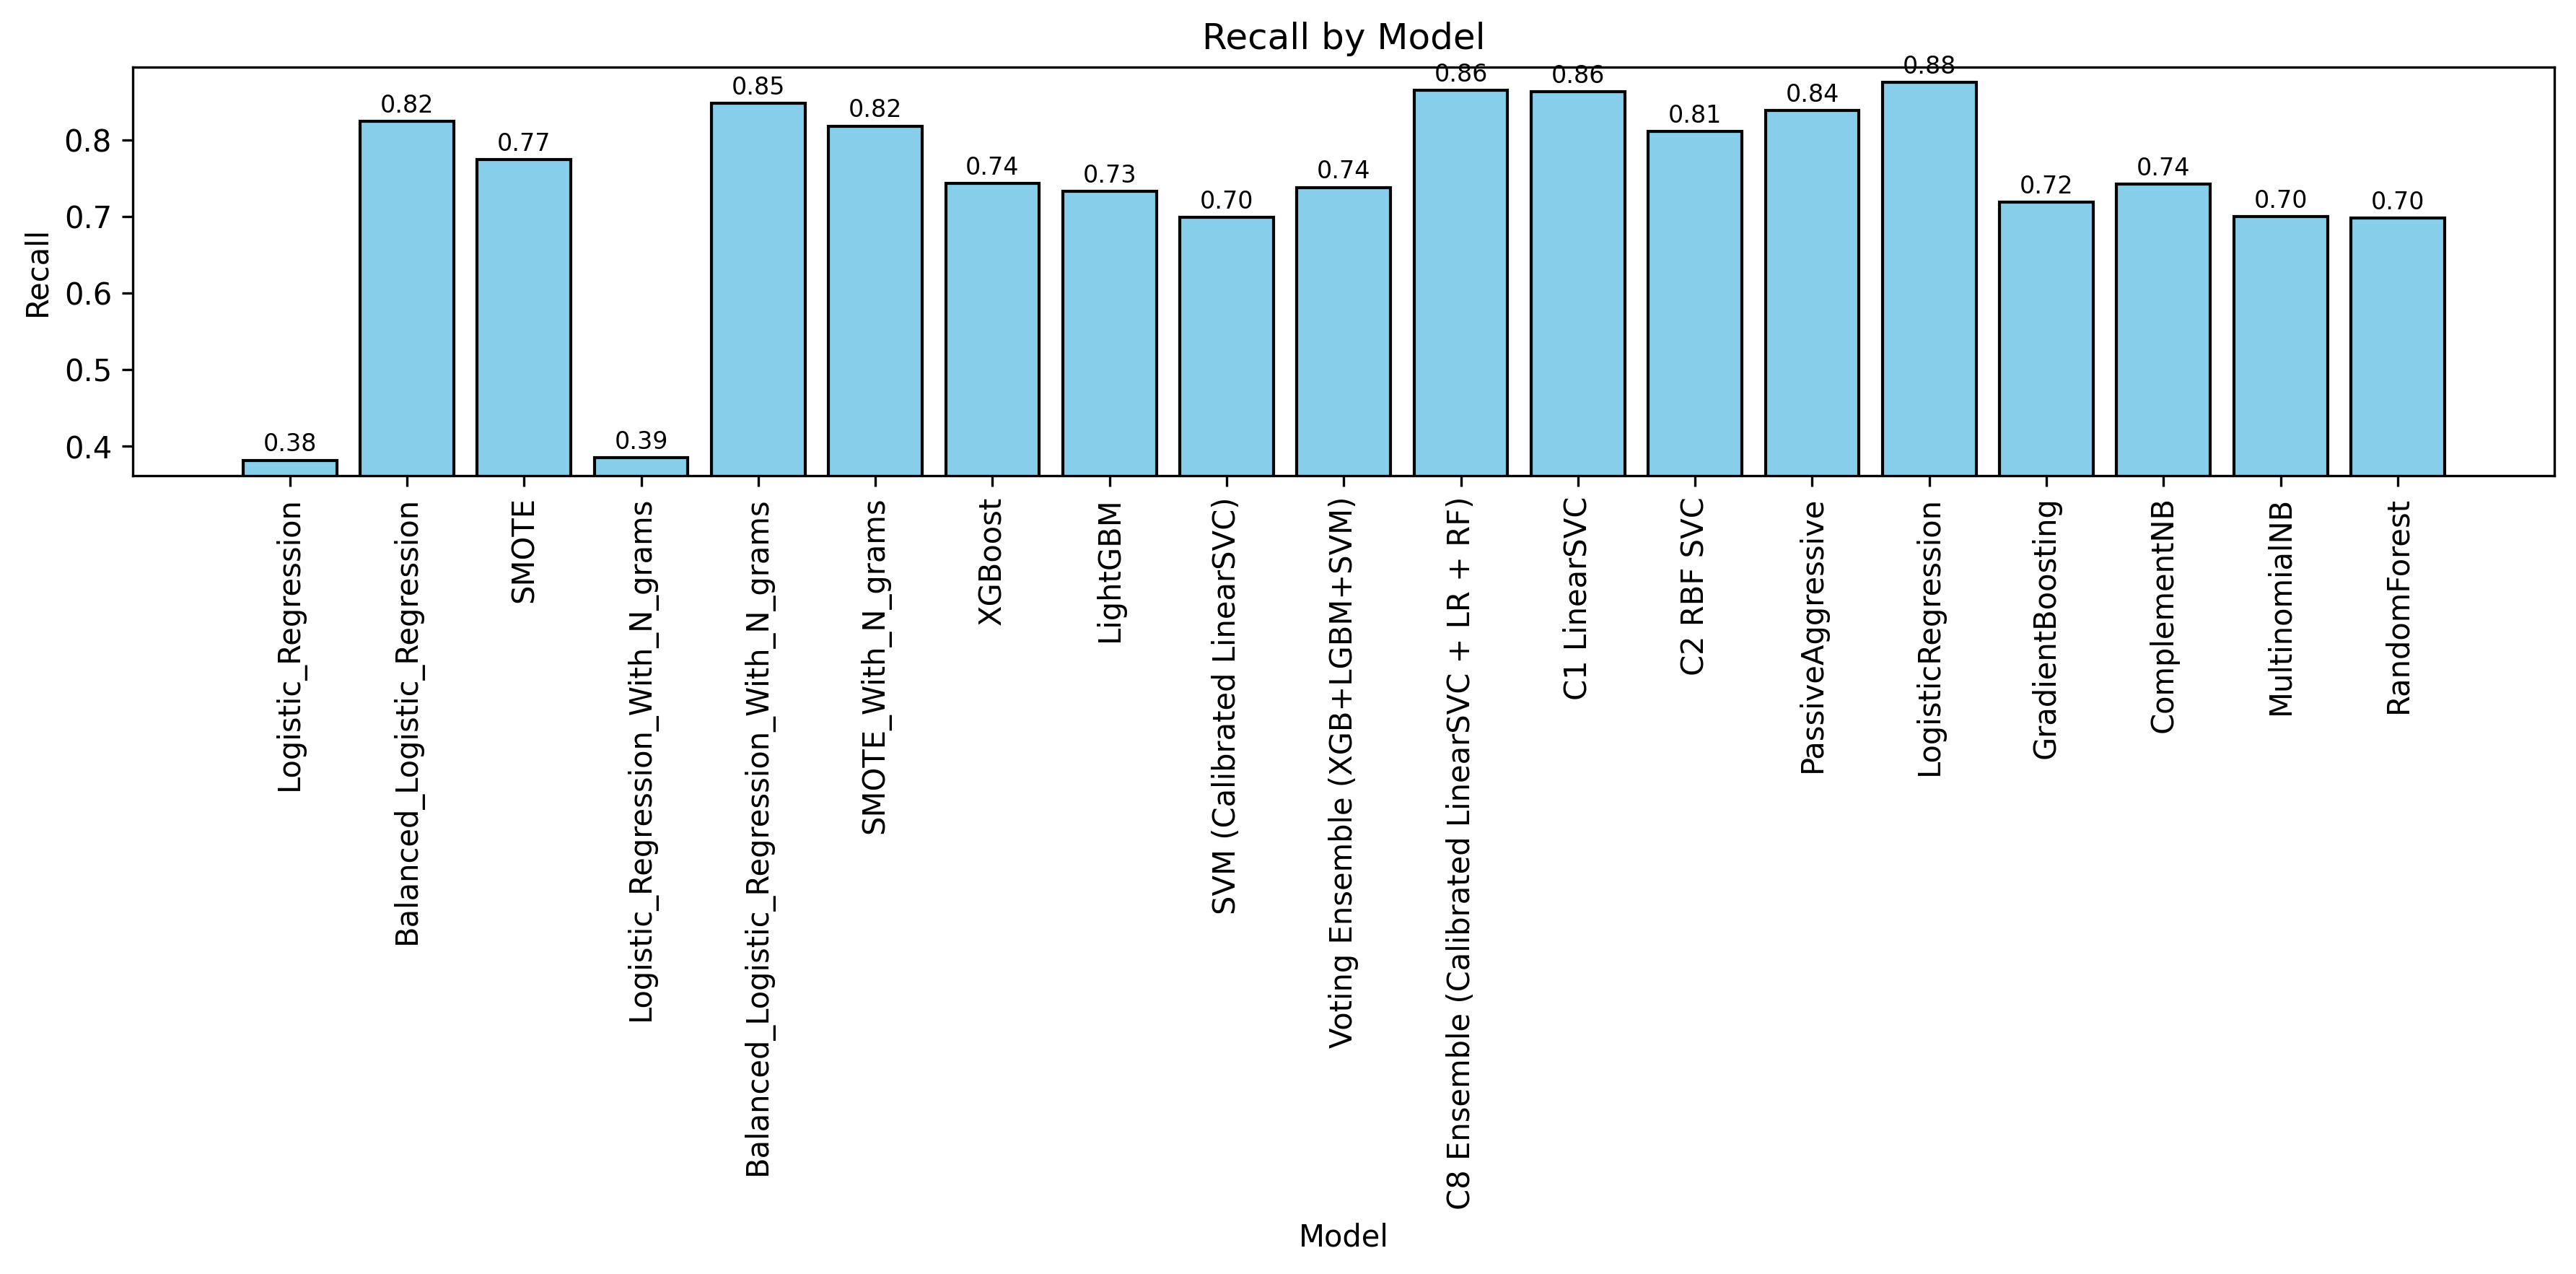 Recall by Model
Recall
0.8
0.7
0.6
0.5
0.4
0.38
0.82
0.77
0.39
0.85
0.82
0.74
0.73
0.70
0.74
0.86
0.86
0.81
0.84
0.88
0.72
0.74
0.70
0.70
Logistic_Regression
Balanced_Logistic_Regression
SMOTE
Logistic_Regression_With_N_grams
Balanced_Logistic_Regression_With_N_grams
SMOTE_With_N_grams
XGBoost
LightGBM
SVM (Calibrated LinearSVC)
Voting Ensemble (XGB+LGBM+SVM)
C8 Ensemble (Calibrated LinearSVC + LR + RF)
C1 LinearSVC
C2 RBF SVC
PassiveAggressive
LogisticRegression
GradientBoosting
ComplementNB
MultinomialNB
RandomForest
Model